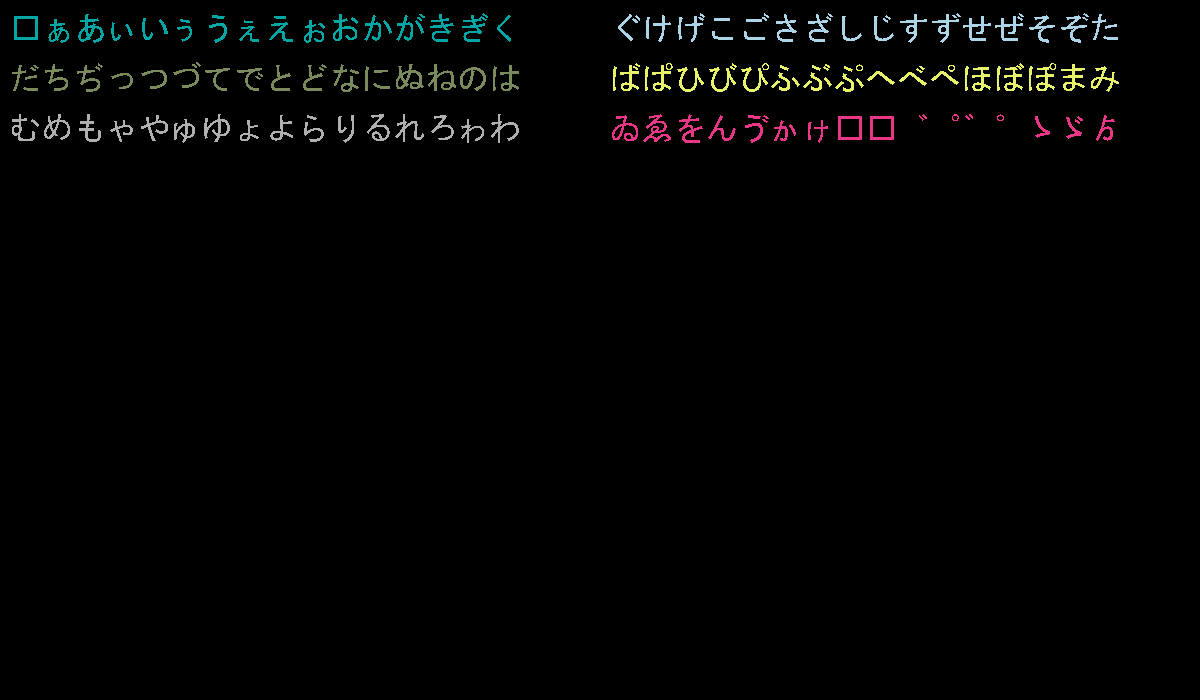 □ぁあぃいぅうぇえぉおかがきぎく
ぐけげこごさざしじすずせぜそぞた
だちぢっつづてでとどなにぬねのは
ばぱひびぴふぶぷへべぺほぼぽまみ
むめもゃやゅゆょよらりるれろゎわ
ゐゑをんゔゕゖ□□゙゚゛゜ゝゞゟ